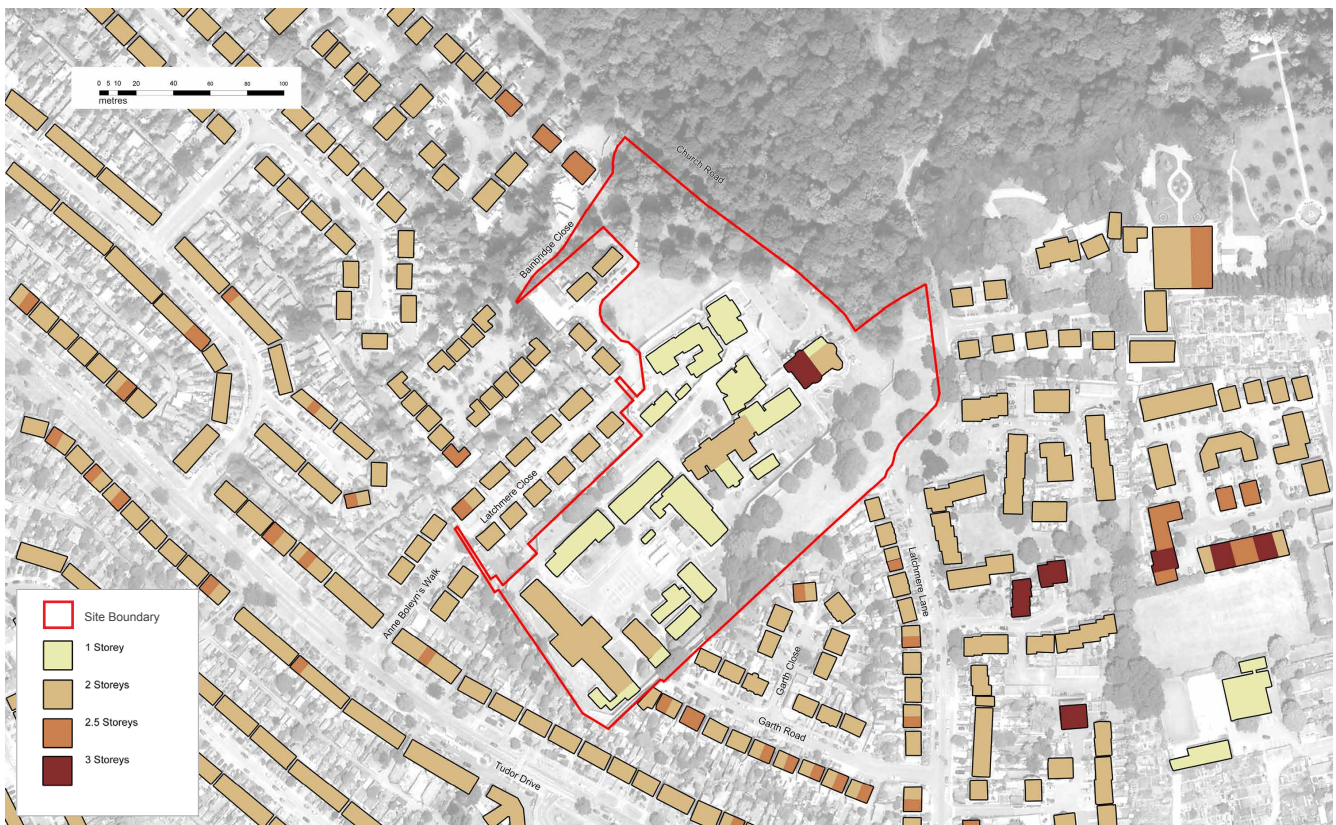 0 5 10 20 40 60 80 100
metres
Church Road
Bainbridge Close
Latchmere Close
Anne Boleyn's Walk
Latchmere Lane
Garth Close
Garth Road
Tudor Drive
Site Boundary
1 Storey
2 Storeys
2.5 Storeys
3 Storeys